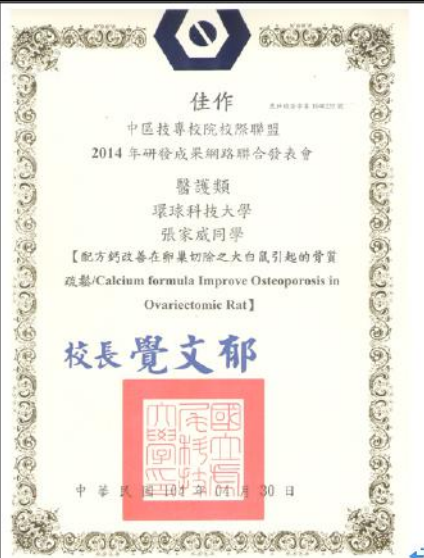 佳作
中區技專校院校際聯盟
2014 年研發成果網路聯合發表會
醫護類
環球科技大學
張家威同學
【配方鈣改善在卵巢切除之大白鼠引起的骨質
疏鬆/Calcium formula Improve Osteoporosis in
Ovariectomic Rat】
校長 覺文郁
中 華 民 國 104 年 04 月 30 日